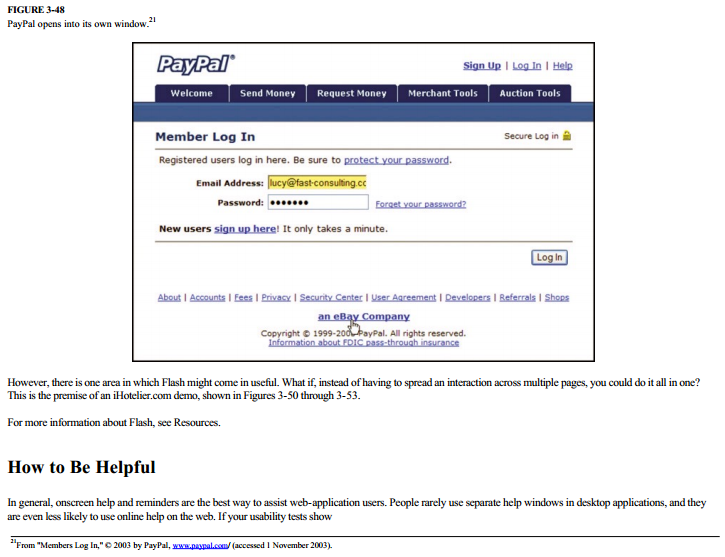 FIGURE 3-48
PayPal opens into its own window.21
PayPal®
Sign Up | Log In | Help
Welcome Send Money Request Money Merchant Tools Auction Tools
Member Log In Secure Log in
Registered users log in here. Be sure to protect your password.
Email Address: lucy@fast-consulting.cc
Password: •••••••  Forget your password?
New users sign up here! It only takes a minute.
Log In
About | Accounts | Fees | Privacy | Security Center | User Agreement | Developers | Referrals | Shops
an eBay Company
Copyright © 1999-200 PayPal. All rights reserved.
Information about FDIC pass-through insurance
However, there is one area in which Flash might come in useful. What if, instead of having to spread an interaction across multiple pages, you could do it all in one?
This is the premise of an iHotelier.com demo, shown in Figures 3-50 through 3-53.
For more information about Flash, see Resources.
How to Be Helpful
In general, onscreen help and reminders are the best way to assist web-application users. People rarely use separate help windows in desktop applications, and they
are even less likely to use online help on the web. If your usability tests show
21From "Members Log In," © 2003 by PayPal, www.paypal.com/ (accessed 1 November 2003).